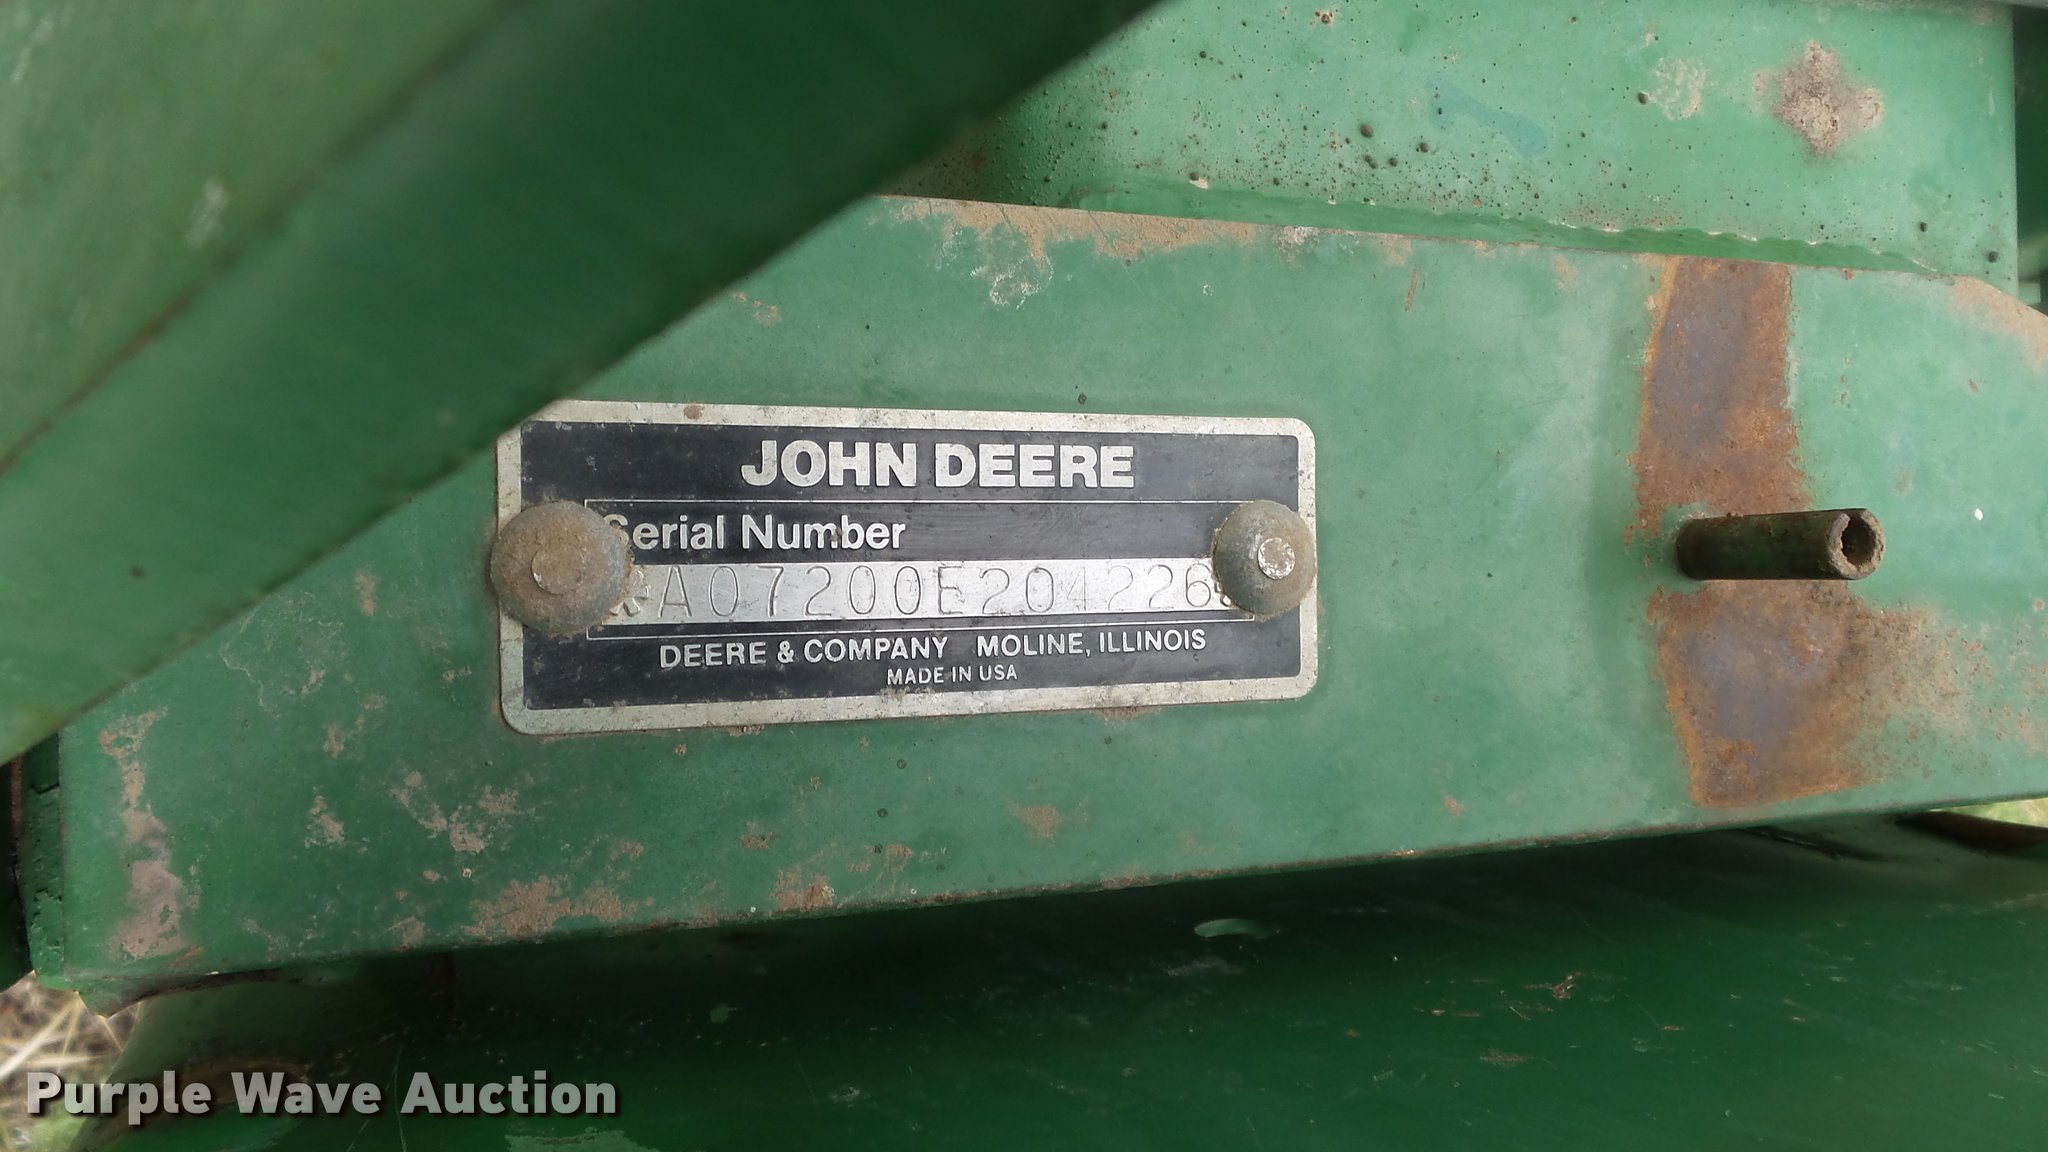 JOHN DEERE
Serial Number
A07200E204226
DEERE & COMPANY MOLINE, ILLINOIS
MADE IN USA
Purple Wave Auction